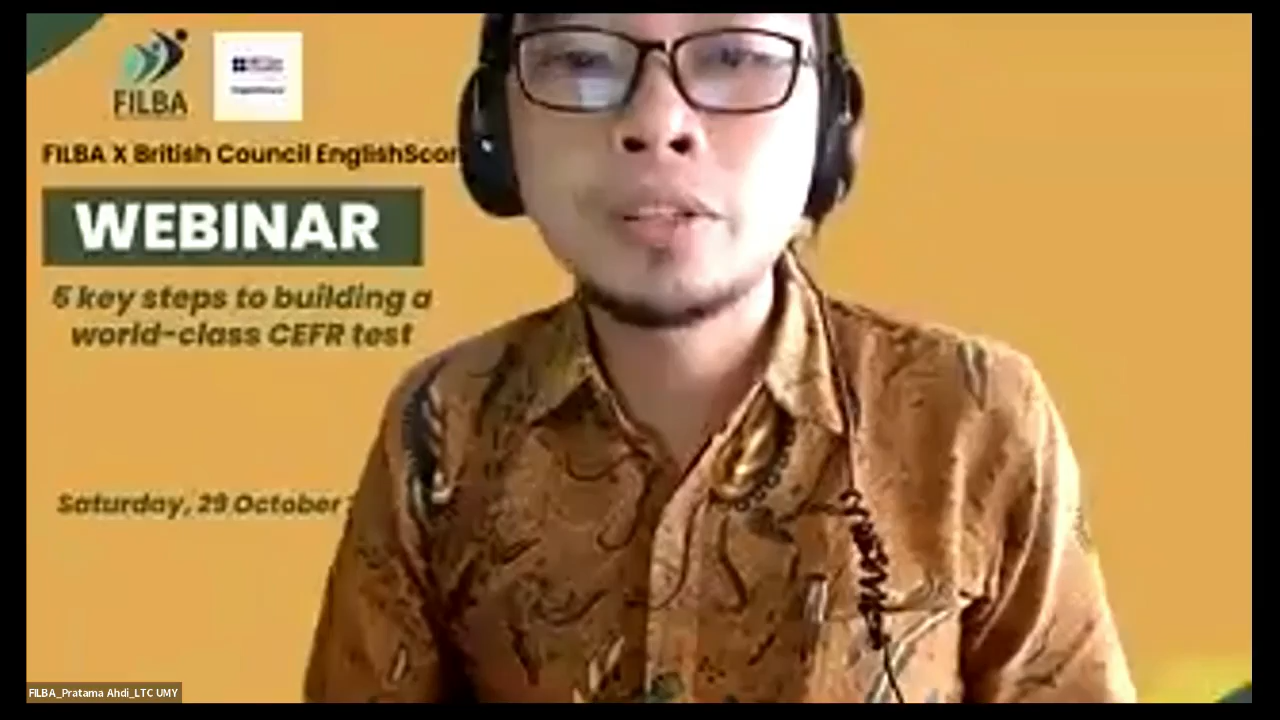 FILBA
FILBA X British Council EnglishScor
WEBINAR
6 key steps to building a
world-class CEFR test
Saturday, 29 October
FILBA_Pratama Ahdi_LTC UMY